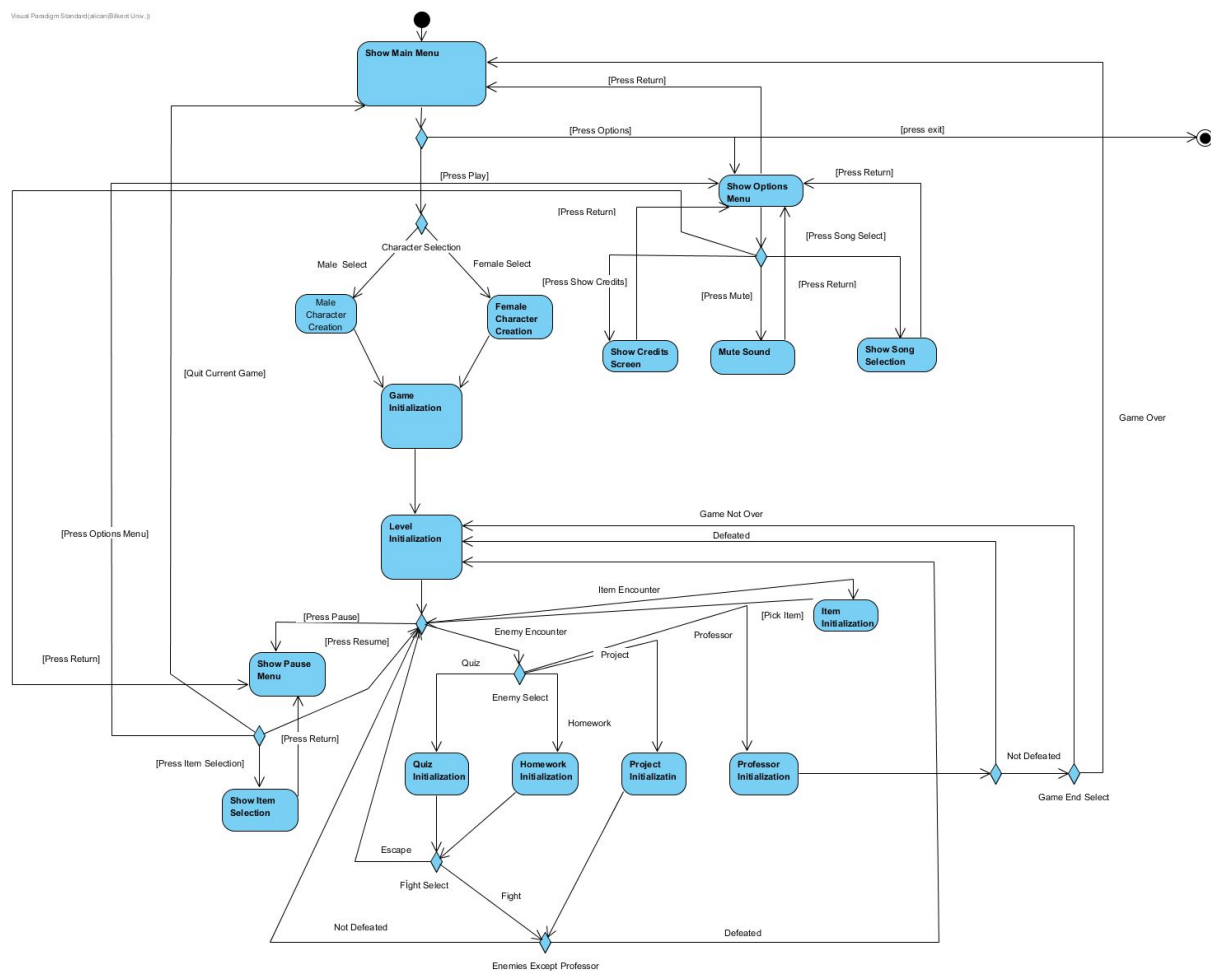 Visual Paradigm Standard(alican(Bilkent Univ.))
Show Main Menu
[Press Return]
[Press Options]
[press exit]
[Press Play]
[Press Return]
Show Options
Menu
[Press Return]
[Press Song Select]
Character Selection
Male Select
Female Select
[Press Show Credits]
[Press Mute]
[Press Return]
Male
Character
Creation
Female
Character
Creation
Show Credits
Screen
Mute Sound
Show Song
Selection
[Quit Current Game]
Game
Initialization
Game Over
Level
Initialization
Game Not Over
Defeated
[Press Options Menu]
Item Encounter
[Press Pause]
[Pick Item]
Item
Initialization
Enemy Encounter
Professor
[Press Resume]
Project
[Press Return]
Show Pause
Menu
Quiz
Enemy Select
Homework
[Press Return]
[Press Item Selection]
Quiz
Initialization
Homework
Initialization
Project
Initializatin
Professor
Initialization
Not Defeated
Game End Select
Show Item
Selection
Escape
Fight Select
Fight
Not Defeated
Defeated
Enemies Except Professor